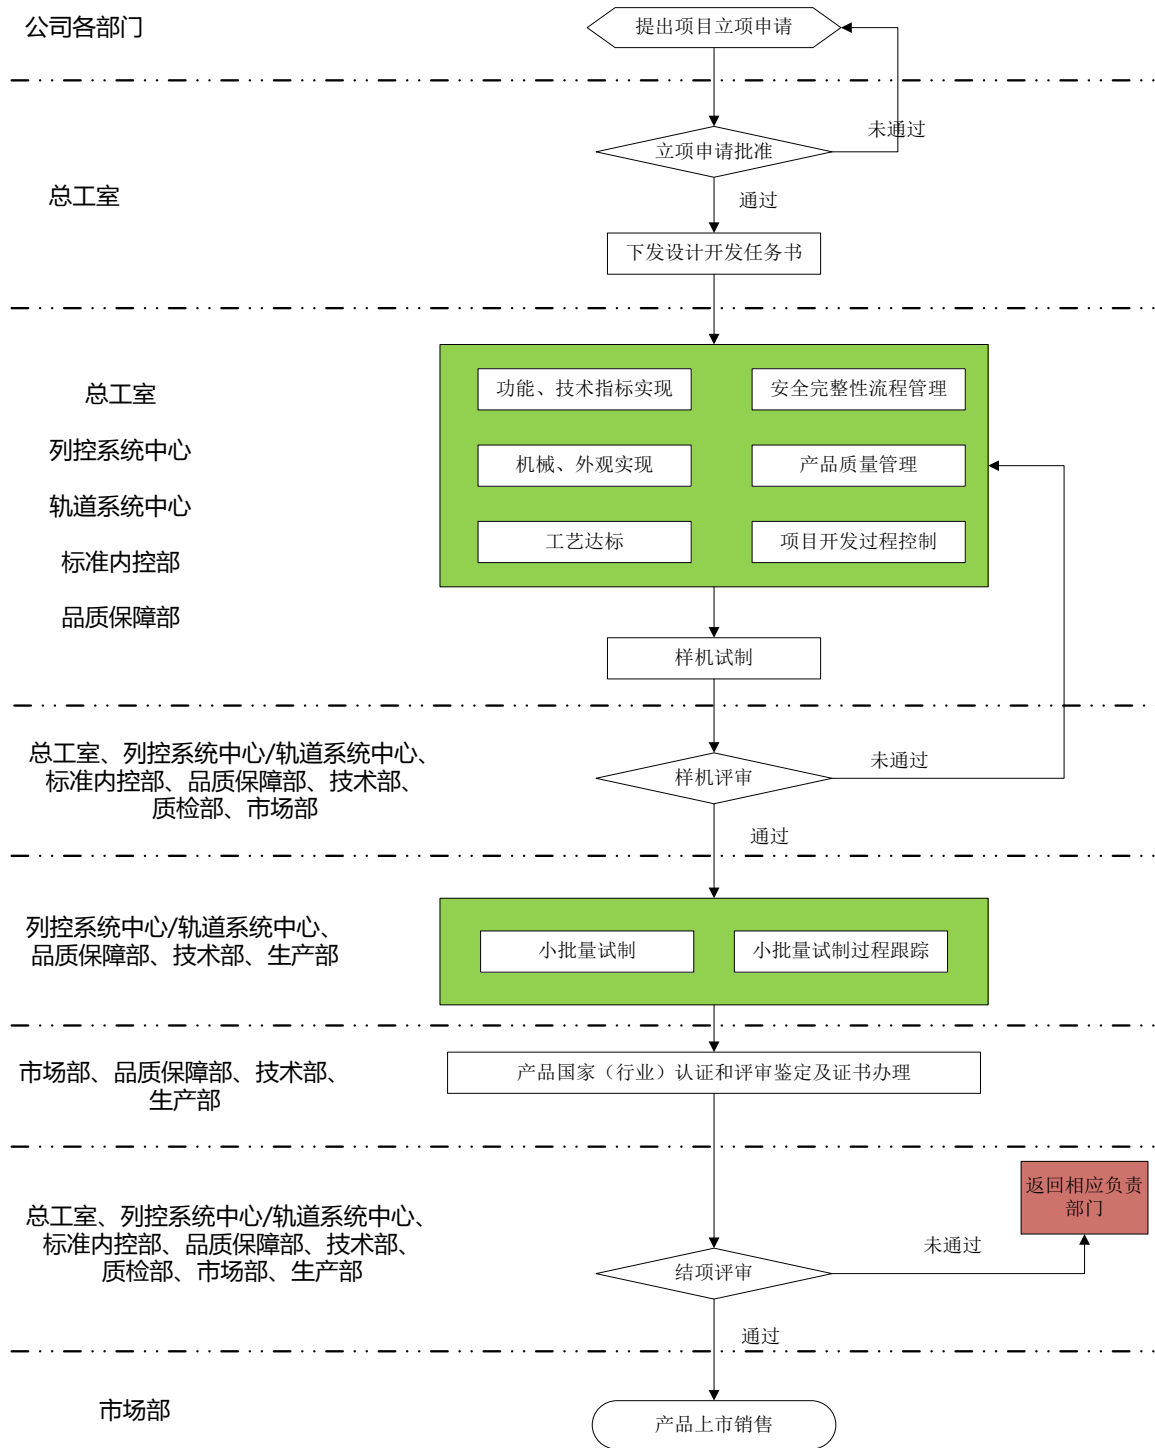 公司各部门
提出项目立项申请
未通过
立项申请批准
总工室
通过
下发设计开发任务书
总工室
列控系统中心
轨道系统中心
标准内控部
品质保障部
功能、技术指标实现
安全完整性流程管理
机械、外观实现
产品质量管理
工艺达标
项目开发过程控制
样机试制
总工室、列控系统中心/轨道系统中心、
标准内控部、品质保障部、技术部、
质检部、市场部
样机评审
未通过
通过
列控系统中心/轨道系统中心、
品质保障部、技术部、生产部
小批量试制
小批量试制过程跟踪
市场部、品质保障部、技术部、
生产部
产品国家（行业）认证和评审鉴定及证书办理
返回相应负责
部门
总工室、列控系统中心/轨道系统中心、
标准内控部、品质保障部、技术部、
质检部、市场部、生产部
未通过
结项评审
通过
市场部
产品上市销售